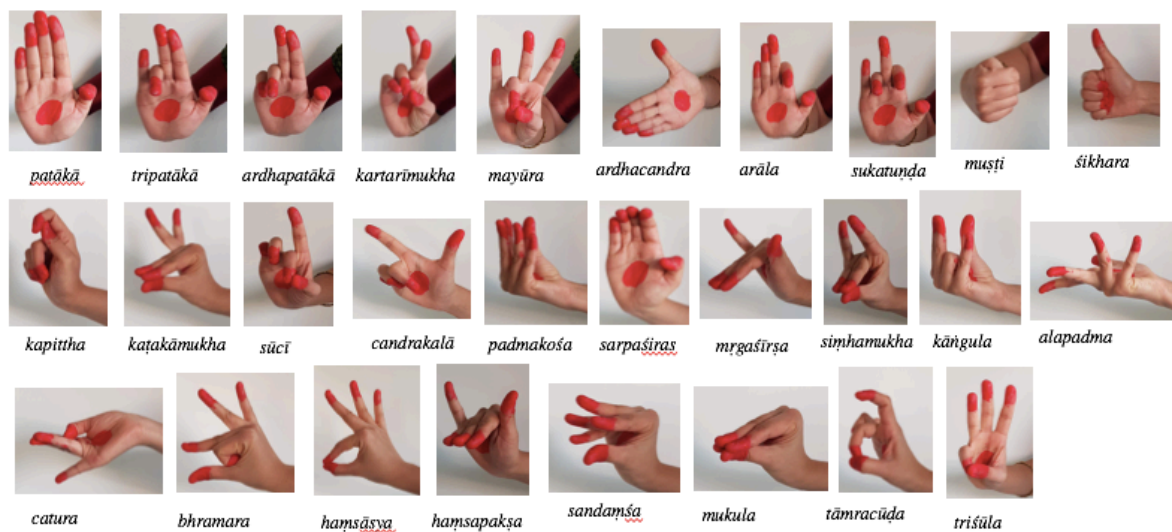 patākā tripatākā ardhapatākā kartarīmukha mayūra ardhacandra arāla sukatuṇḍa muṣṭi śikhara
kapittha kaṭakāmukha sūcī candrakalā padmakośa sarpaśiras mṛgaśīrṣa siṃhamukha kāṅgula alapadma
catura bhramara haṃsāsya haṃsapakṣa sandaṃśa mukula tāmracūḍa triśūla